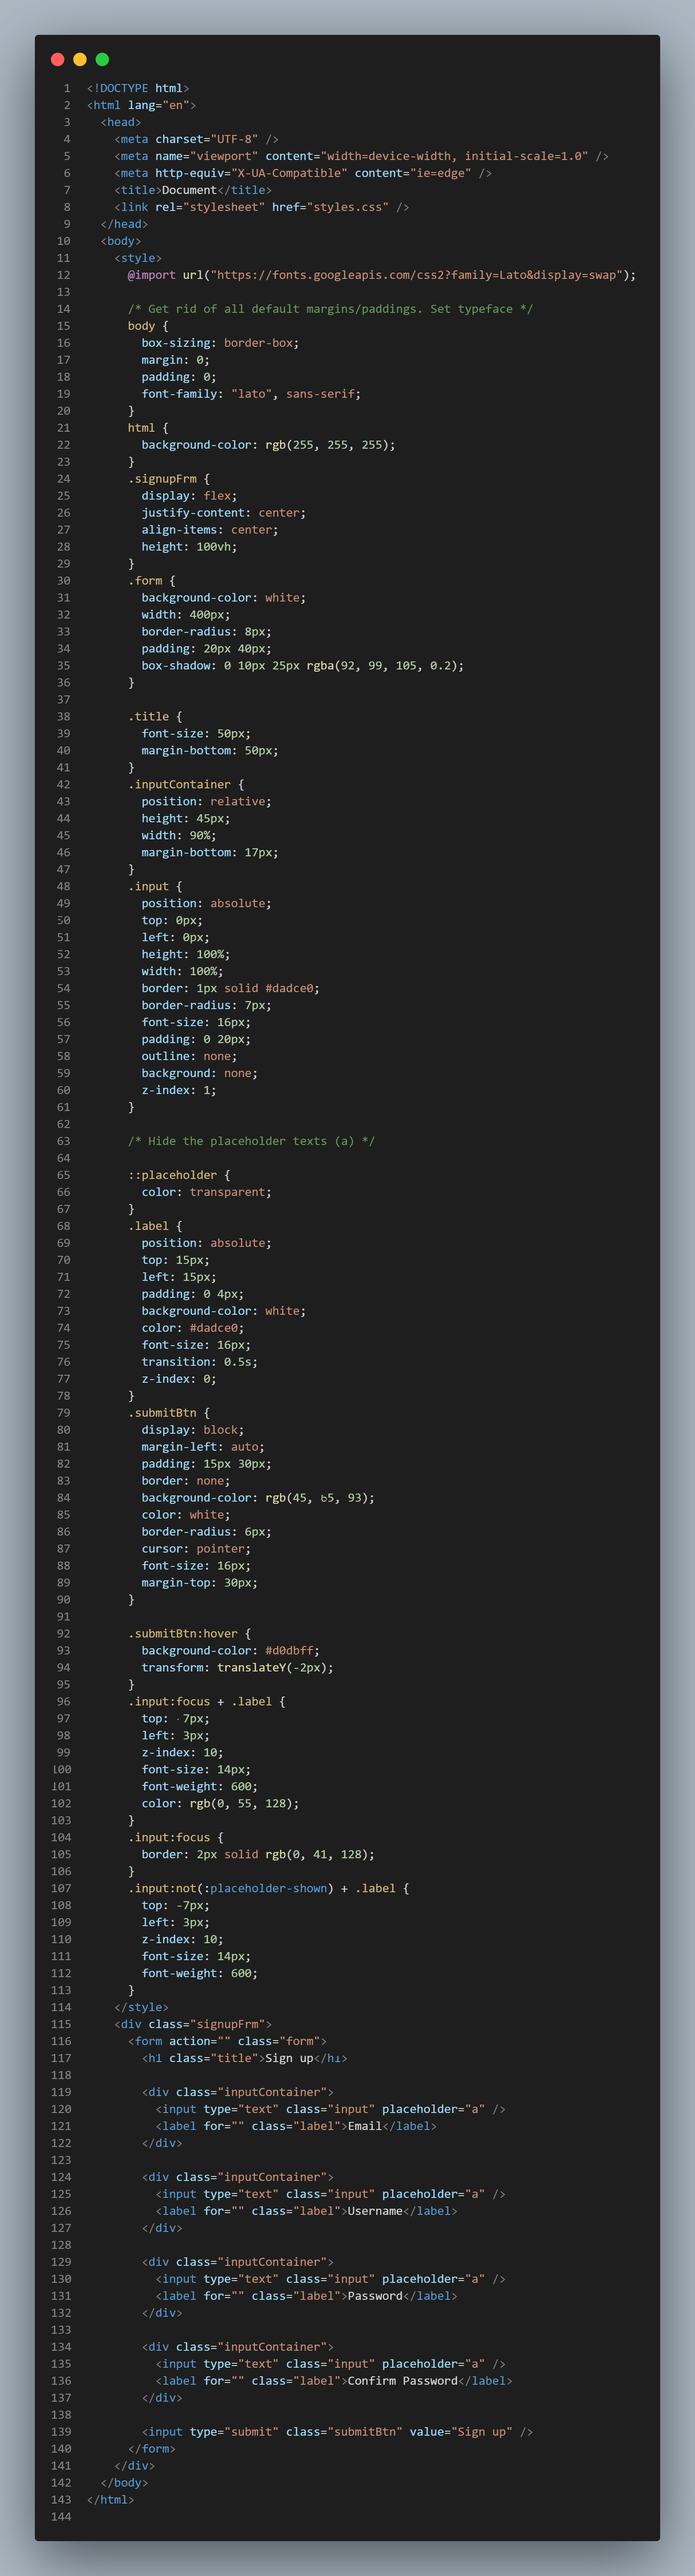 1 <!DOCTYPE html>
2 <html lang="en">
3 <head>
4 <meta charset="UTF-8" />
5 <meta name="viewport" content="width=device-width, initial-scale=1.0" />
6 <meta http-equiv="X-UA-Compatible" content="ie=edge" />
7 <title>Document</title>
8 <link rel="stylesheet" href="styles.css" />
9 </head>
10 <body>
11 <style>
12 @import url("https://fonts.googleapis.com/css2?family=Lato&display=swap");
13
14 /* Get rid of all default margins/paddings. Set typeface */
15 body {
16 box-sizing: border-box;
17 margin: 0;
18 padding: 0;
19 font-family: "lato", sans-serif;
20 }
21 html {
22 background-color: rgb(255, 255, 255);
23 }
24 .signupFrm {
25 display: flex;
26 justify-content: center;
27 align-items: center;
28 height: 100vh;
29 }
30 .form {
31 background-color: white;
32 width: 400px;
33 border-radius: 8px;
34 padding: 20px 40px;
35 box-shadow: 0 10px 25px rgba(92, 99, 105, 0.2);
36 }
37
38 .title {
39 font-size: 50px;
40 margin-bottom: 50px;
41 }
42 .inputContainer {
43 position: relative;
44 height: 45px;
45 width: 90%;
46 margin-bottom: 17px;
47 }
48 .input {
49 position: absolute;
50 top: 0px;
51 left: 0px;
52 height: 100%;
53 width: 100%;
54 border: 1px solid #dadce0;
55 border-radius: 7px;
56 font-size: 16px;
57 padding: 0 20px;
58 outline: none;
59 background: none;
60 z-index: 1;
61 }
62
63 /* Hide the placeholder texts (a) */
64
65 ::placeholder {
66 color: transparent;
67 }
68 .label {
69 position: absolute;
70 top: 15px;
71 left: 15px;
72 padding: 0 4px;
73 background-color: white;
74 color: #dadce0;
75 font-size: 16px;
76 transition: 0.5s;
77 z-index: 0;
78 }
79 .submitBtn {
80 display: block;
81 margin-left: auto;
82 padding: 15px 30px;
83 border: none;
84 background-color: rgb(45, 93);
85 color: white;
86 border-radius: 6px;
87 cursor: pointer;
88 font-size: 16px;
89 margin-top: 30px;
90 }
91
92 .submitBtn:hover {
93 background-color: #d0dbff;
94 transform: translateY(-2px);
95 }
96 .input:focus + .label {
97 top: -7px;
98 left: 3px;
99 z-index: 10;
100 font-size: 14px;
101 font-weight: 600;
102 color: rgb(0, 55, 128);
103 }
104 .input:focus {
105 border: 2px solid rgb(0, 41, 128);
106 }
107 .input:not(:placeholder-shown) + .label {
108 top: -7px;
109 left: 3px;
110 z-index: 10;
111 font-size: 14px;
112 font-weight: 600;
113 }
114 </style>
115 <div class="signupFrm">
116 <form action="" class="form">
117 <h1 class="title">Sign up</h1>
118
119 <div class="inputContainer">
120 <input type="text" class="input" placeholder="a" />
121 <label for="" class="label">Email</label>
122 </div>
123
124 <div class="inputContainer">
125 <input type="text" class="input" placeholder="a" />
126 <label for="" class="label">Username</label>
127 </div>
128
129 <div class="inputContainer">
130 <input type="text" class="input" placeholder="a" />
131 <label for="" class="label">Password</label>
132 </div>
133
134 <div class="inputContainer">
135 <input type="text" class="input" placeholder="a" />
136 <label for="" class="label">Confirm Password</label>
137 </div>
138
139 <input type="submit" class="submitBtn" value="Sign up" />
140 </form>
141 </div>
142 </body>
143 </html>
144